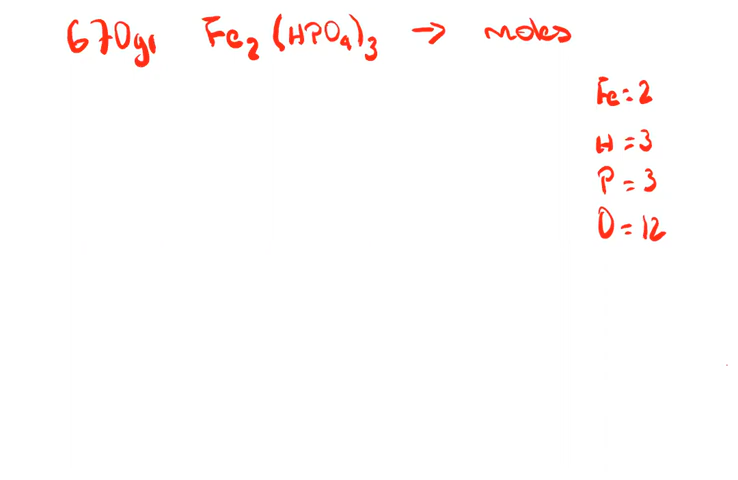 670gr Fe₂(HPO₄)₃ → moles
Fe=2
H=3
P=3
O=12